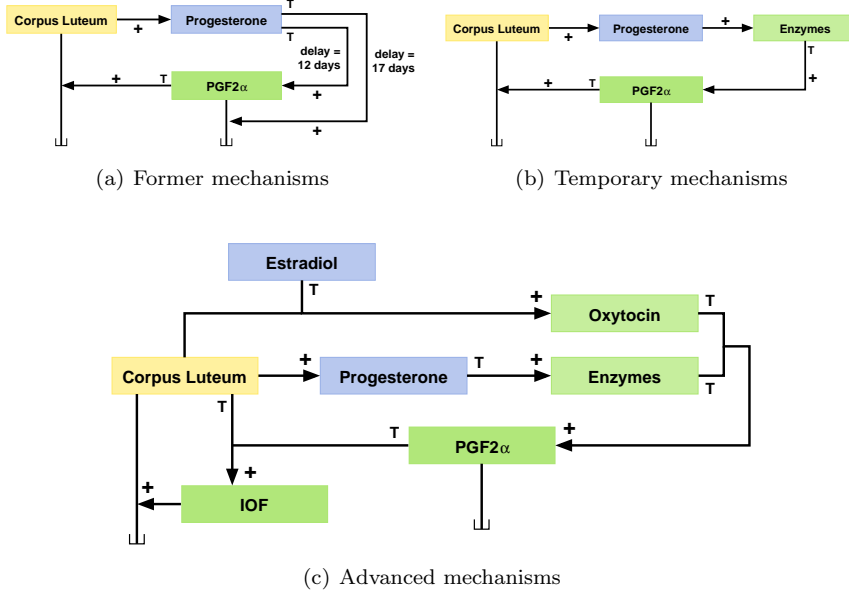 Corpus Luteum + Progesterone T
T
delay = 12 days
delay = 17 days
+ T PGF2α +
+
(a) Former mechanisms
Corpus Luteum + Progesterone + Enzymes
T
+
+ T PGF2α
(b) Temporary mechanisms
Estradiol
T
+ Oxytocin T
Corpus Luteum + Progesterone T + Enzymes
T T
T PGF2α +
+
+ IOF
(c) Advanced mechanisms